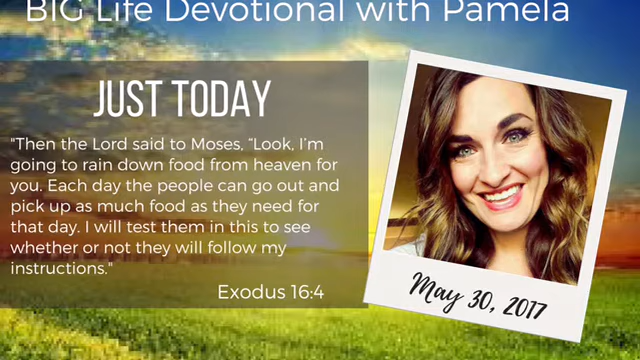 BIG Life Devotional with Pamela
JUST TODAY
"Then the Lord said to Moses, “Look, I’m
going to rain down food from heaven for
you. Each day the people can go out and
pick up as much food as they need for
that day. I will test them in this to see
whether or not they will follow my
instructions."
Exodus 16:4
May 30, 2017